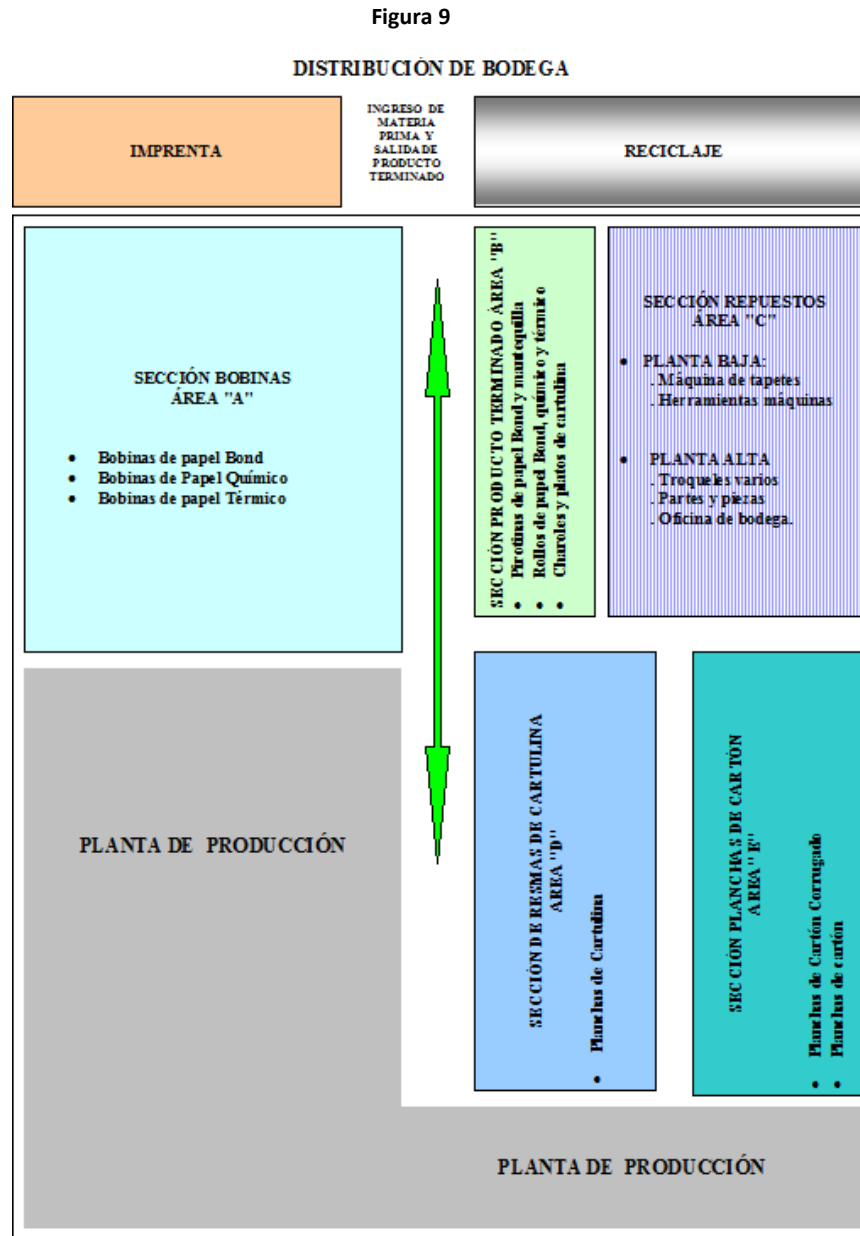 Figura 9
DISTRIBUCIÓN DE BODEGA
IMPRENTA
INGRESO DE
MATERIA
PRIMA Y
SALIDA DE
PRODUCTO
TERMINADO
RECICLAJE
SECCIÓN BOBINAS
ÁREA "A"
• Bobinas de papel Bond
• Bobinas de Papel Químico
• Bobinas de papel Térmico
SECCIÓN PRODUCTO TERMINADO ÁREA "B"
• Pirotinas de papel Bond y mantequilla
• Rollos de papel Bond, químico y térmico
• Charoles y platos de cartulina
SECCIÓN REPUESTOS
ÁREA "C"
• PLANTA BAJA:
. Máquina de tapetes
. Herramientas máquinas
• PLANTA ALTA
. Troqueles varios
. Partes y piezas
. Oficina de bodega.
PLANTA DE PRODUCCIÓN
SECCIÓN DE RESMAS DE CARTULINA
ÁREA "D"
• Planchas de Cartulina
SECCIÓN PLANCHAS DE CARTÓN
ÁREA "E"
• Planchas de Cartón Corrugado
• Planchas de cartón
PLANTA DE PRODUCCIÓN